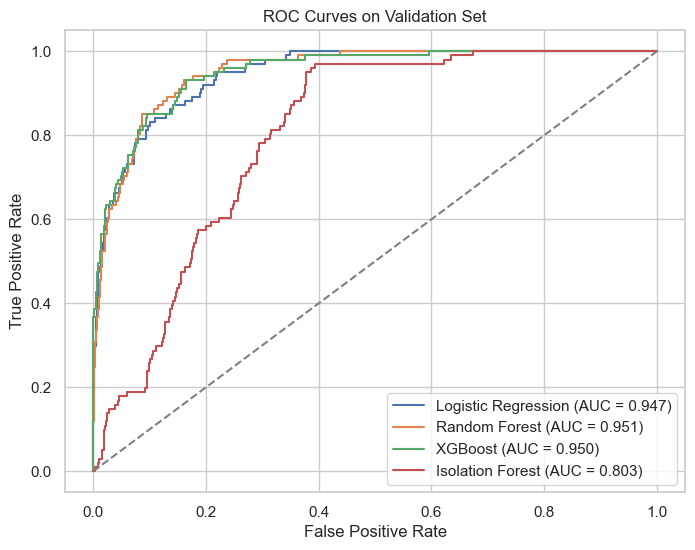 ROC Curves on Validation Set
True Positive Rate
1.0
0.8
0.6
0.4
0.2
0.0
Logistic Regression (AUC = 0.947)
Random Forest (AUC = 0.951)
XGBoost (AUC = 0.950)
Isolation Forest (AUC = 0.803)
0.0 0.2 0.4 0.6 0.8 1.0
False Positive Rate